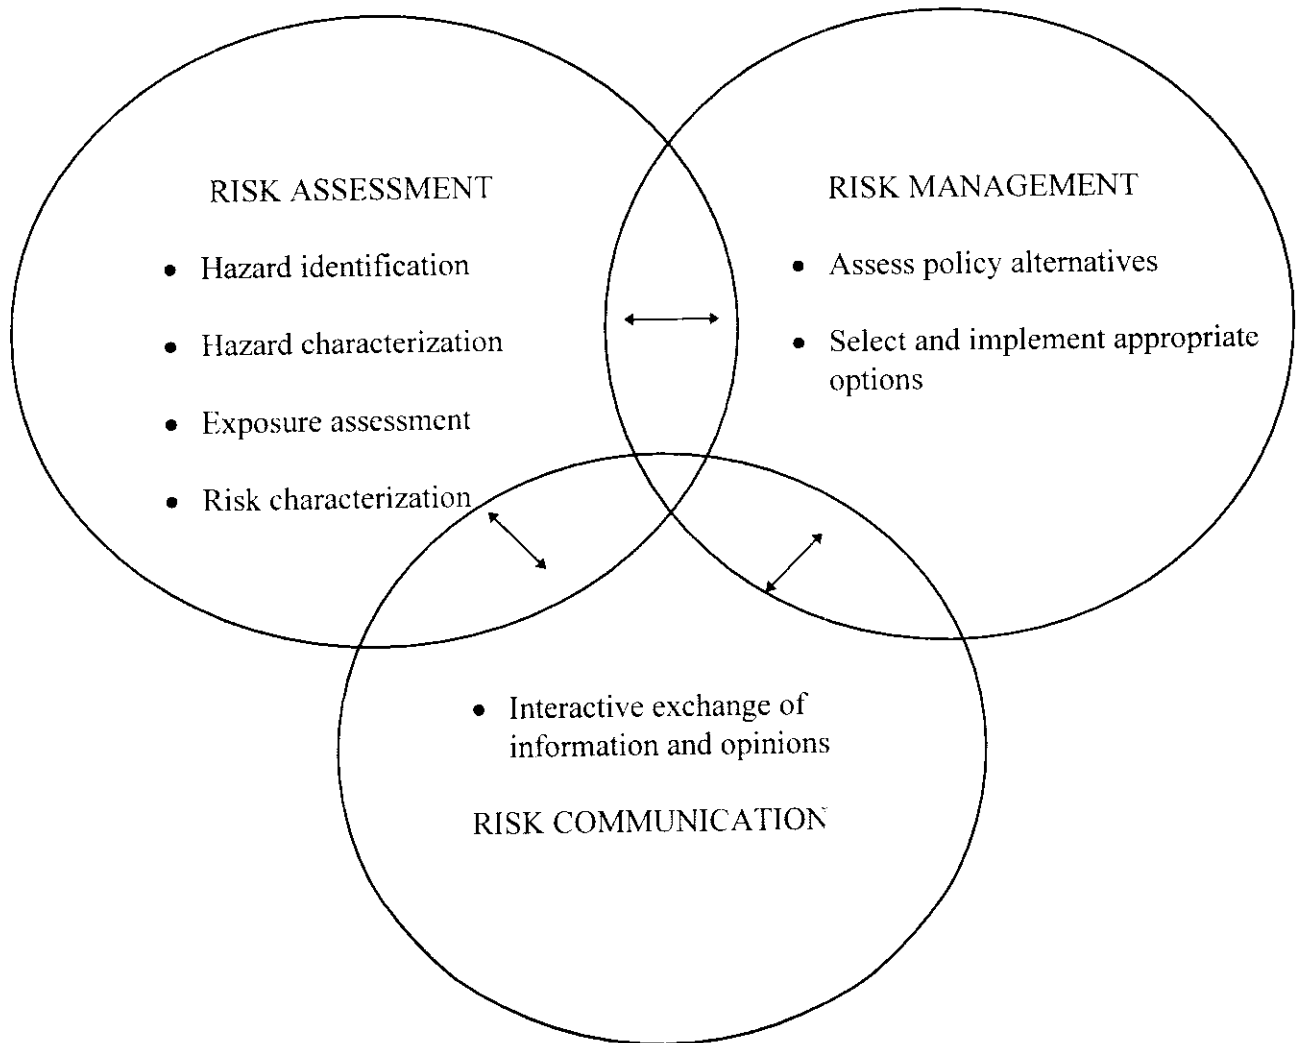 RISK ASSESSMENT
• Hazard identification
• Hazard characterization
• Exposure assessment
• Risk characterization
RISK MANAGEMENT
• Assess policy alternatives
• Select and implement appropriate
options
• Interactive exchange of
information and opinions
RISK COMMUNICATION